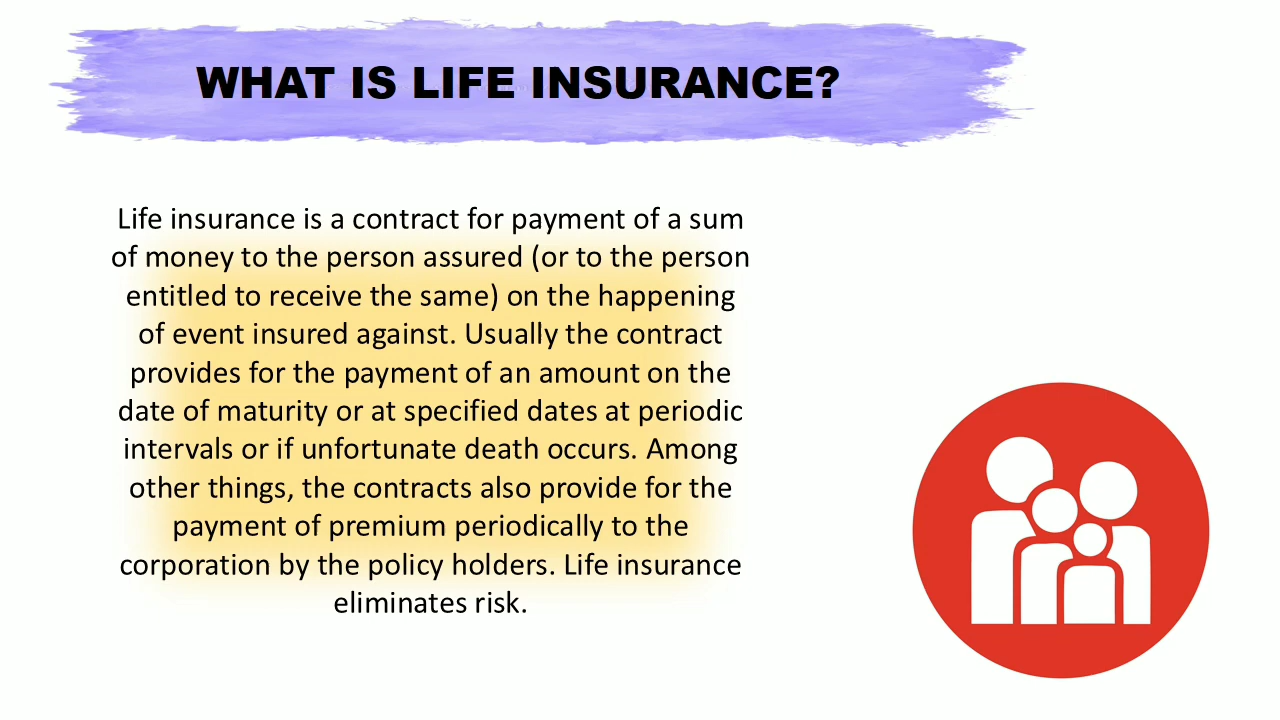 WHAT IS LIFE INSURANCE?
Life insurance is a contract for payment of a sum
of money to the person assured (or to the person
entitled to receive the same) on the happening
of event insured against. Usually the contract
provides for the payment of an amount on the
date of maturity or at specified dates at periodic
intervals or if unfortunate death occurs. Among
other things, the contracts also provide for the
payment of premium periodically to the
corporation by the policy holders. Life insurance
eliminates risk.